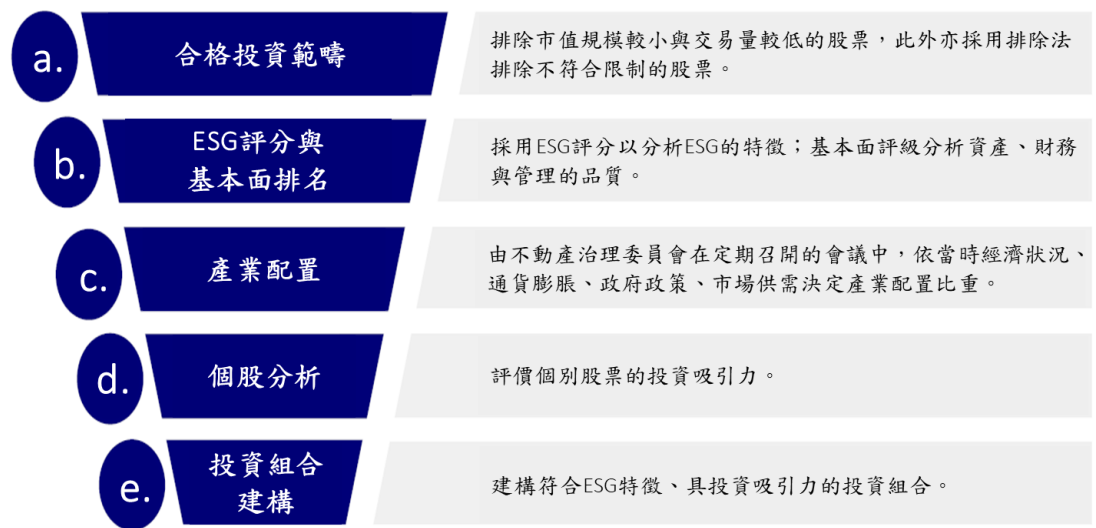 a.
合格投資範疇
排除市值規模較小與交易量較低的股票，此外亦採用排除法
排除不符合限制的股票。
b.
ESG評分與
基本面排名
採用ESG評分以分析ESG的特徵；基本面評級分析資產、財務
與管理的品質。
c.
產業配置
由不動產治理委員會在定期召開的會議中，依當時經濟狀況、
通貨膨脹、政府政策、市場供需決定產業配置比重。
d.
個股分析
評價個別股票的投資吸引力。
e.
投資組合
建構
建構符合ESG特徵、具投資吸引力的投資組合。